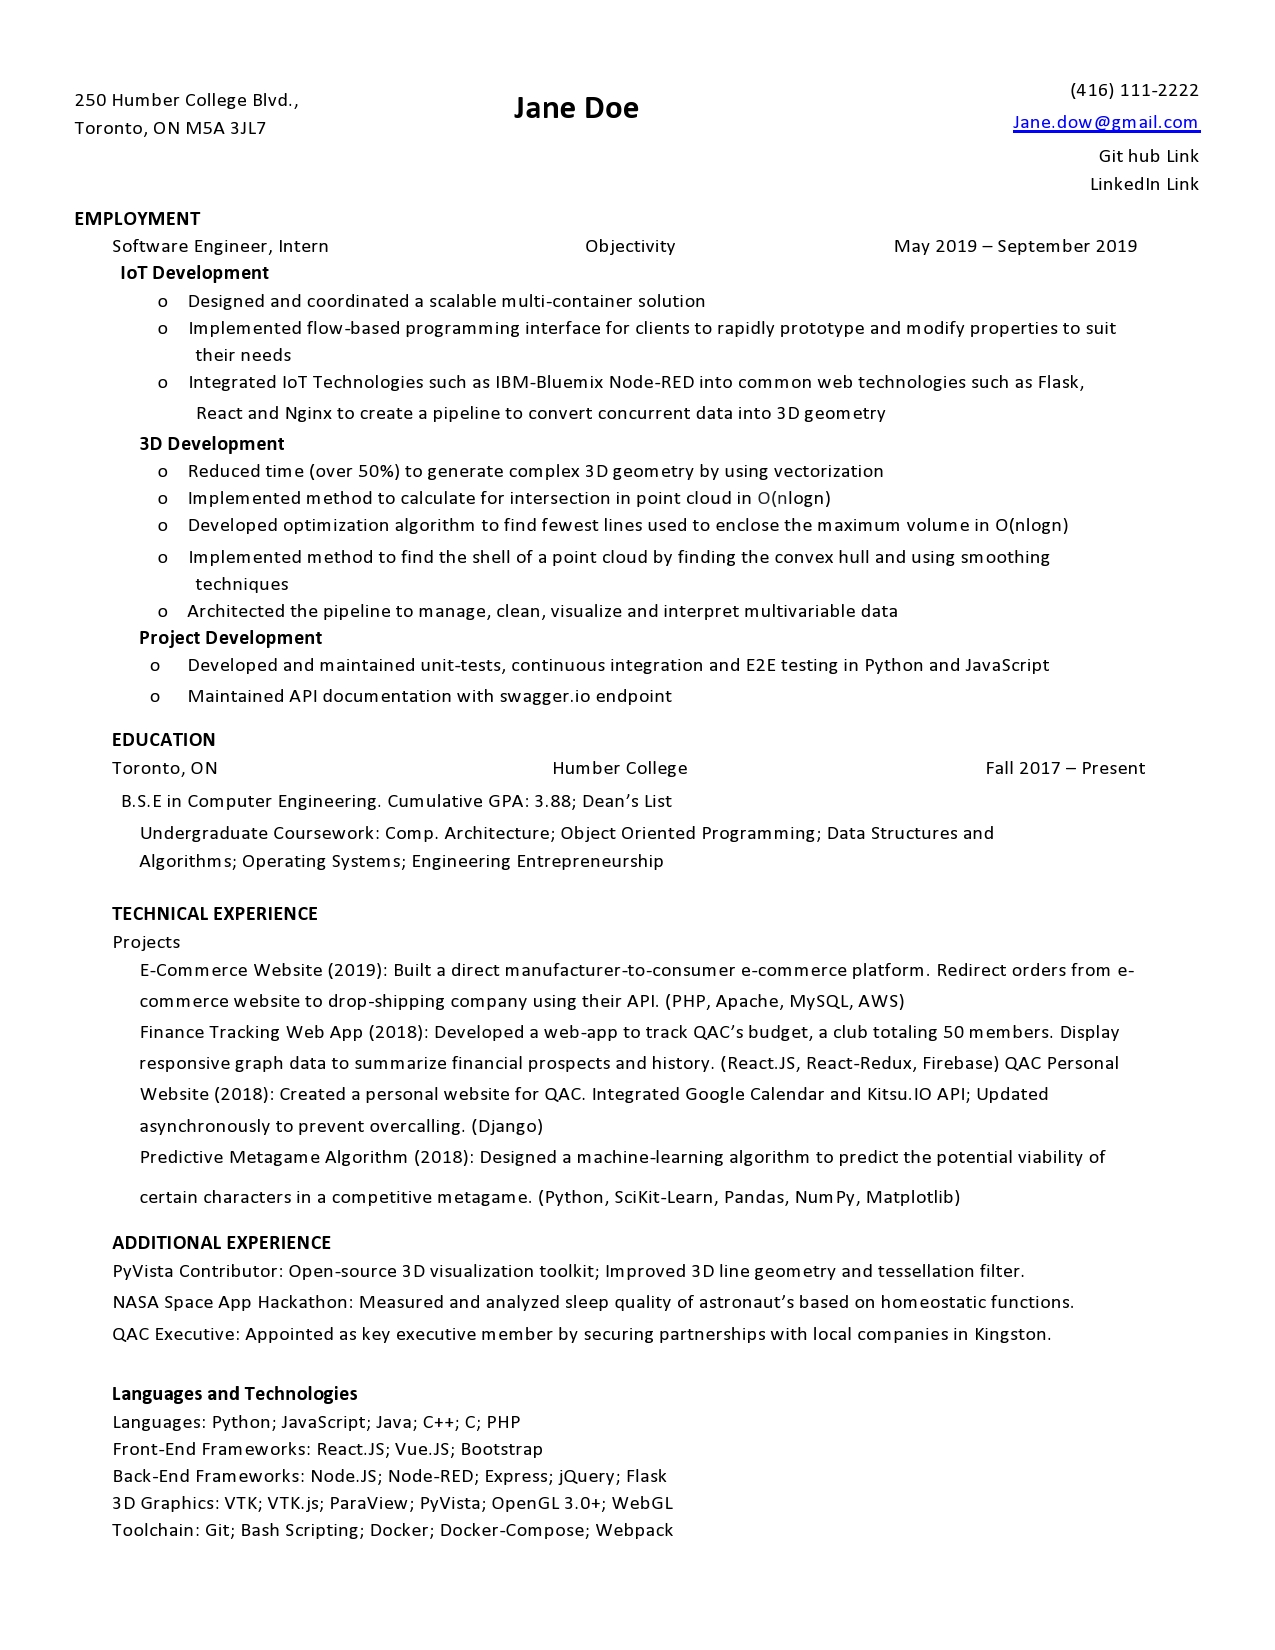 250 Humber College Blvd.,
Toronto, ON M5A 3JL7
Jane Doe
(416) 111-2222
Jane.dow@gmail.com
Git hub Link
LinkedIn Link
EMPLOYMENT
Software Engineer, Intern Objectivity May 2019 – September 2019
IoT Development
o Designed and coordinated a scalable multi-container solution
o Implemented flow-based programming interface for clients to rapidly prototype and modify properties to suit
their needs
o Integrated IoT Technologies such as IBM-Bluemix Node-RED into common web technologies such as Flask,
React and Nginx to create a pipeline to convert concurrent data into 3D geometry
3D Development
o Reduced time (over 50%) to generate complex 3D geometry by using vectorization
o Implemented method to calculate for intersection in point cloud in O(nlogn)
o Developed optimization algorithm to find fewest lines used to enclose the maximum volume in O(nlogn)
o Implemented method to find the shell of a point cloud by finding the convex hull and using smoothing
techniques
o Architected the pipeline to manage, clean, visualize and interpret multivariable data
Project Development
o Developed and maintained unit-tests, continuous integration and E2E testing in Python and JavaScript
o Maintained API documentation with swagger.io endpoint
EDUCATION
Toronto, ON Humber College Fall 2017 – Present
B.S.E in Computer Engineering. Cumulative GPA: 3.88; Dean’s List
Undergraduate Coursework: Comp. Architecture; Object Oriented Programming; Data Structures and
Algorithms; Operating Systems; Engineering Entrepreneurship
TECHNICAL EXPERIENCE
Projects
E-Commerce Website (2019): Built a direct manufacturer-to-consumer e-commerce platform. Redirect orders from e-
commerce website to drop-shipping company using their API. (PHP, Apache, MySQL, AWS)
Finance Tracking Web App (2018): Developed a web-app to track QAC’s budget, a club totaling 50 members. Display
responsive graph data to summarize financial prospects and history. (React.JS, React-Redux, Firebase) QAC Personal
Website (2018): Created a personal website for QAC. Integrated Google Calendar and Kitsu.IO API; Updated
asynchronously to prevent overcalling. (Django)
Predictive Metagame Algorithm (2018): Designed a machine-learning algorithm to predict the potential viability of
certain characters in a competitive metagame. (Python, SciKit-Learn, Pandas, NumPy, Matplotlib)
ADDITIONAL EXPERIENCE
PyVista Contributor: Open-source 3D visualization toolkit; Improved 3D line geometry and tessellation filter.
NASA Space App Hackathon: Measured and analyzed sleep quality of astronaut’s based on homeostatic functions.
QAC Executive: Appointed as key executive member by securing partnerships with local companies in Kingston.
Languages and Technologies
Languages: Python; JavaScript; Java; C++; C; PHP
Front-End Frameworks: React.JS; Vue.JS; Bootstrap
Back-End Frameworks: Node.JS; Node-RED; Express; jQuery; Flask
3D Graphics: VTK; VTK.js; ParaView; PyVista; OpenGL 3.0+; WebGL
Toolchain: Git; Bash Scripting; Docker; Docker-Compose; Webpack